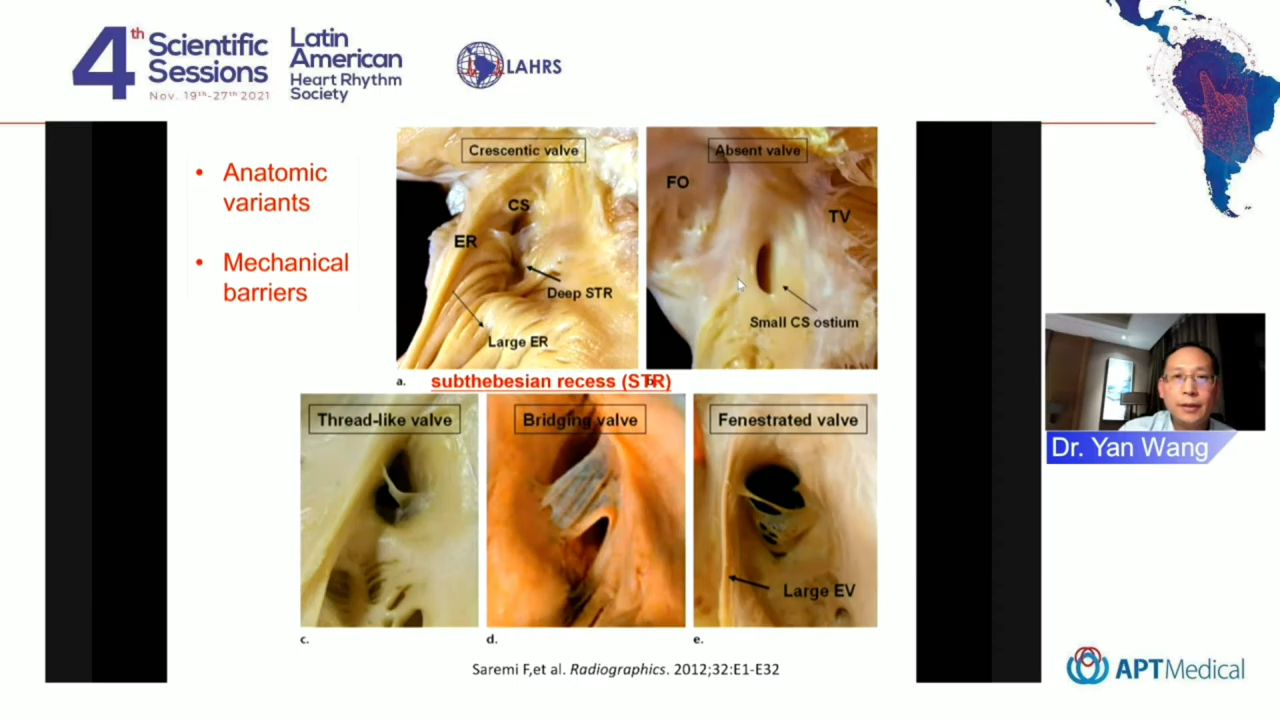 4th Scientific Sessions
Nov. 19th-27th 2021
Latin American Heart Rhythm Society
LAHRS
• Anatomic variants
• Mechanical barriers
Crescentic valve
CS
ER
Deep STR
Large ER
a.
Absent valve
FO
TV
Small CS ostium
b.
subthebesian recess (STR)
Thread-like valve
c.
Bridging valve
d.
Fenestrated valve
Large EV
e.
Saremi F,et al. Radiographics. 2012;32:E1-E32
Dr. Yan Wang
APT Medical